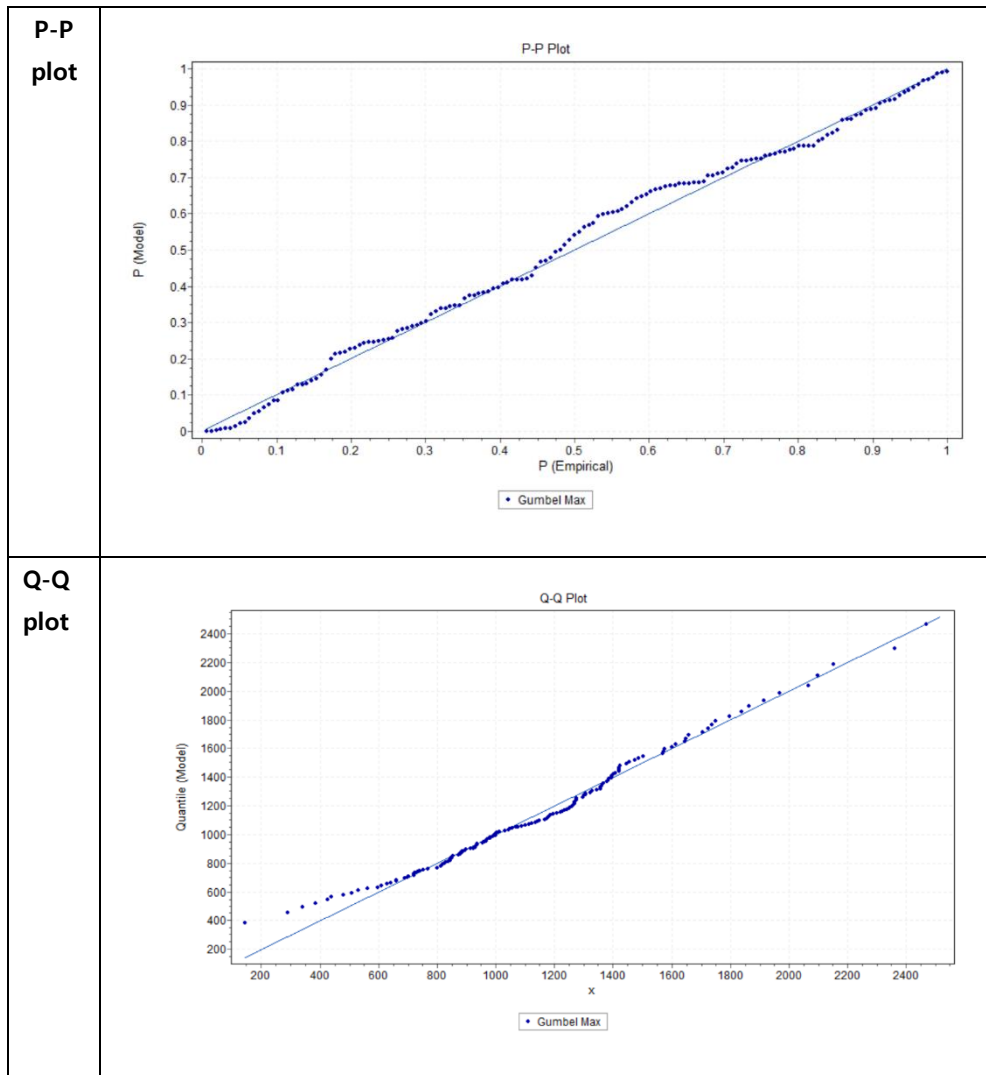 P-P
plot
P-P Plot
1
0.9
0.8
0.7
0.6
0.5
0.4
0.3
0.2
0.1
0
P (Model)
0 0.1 0.2 0.3 0.4 0.5 0.6 0.7 0.8 0.9 1
P (Empirical)
Gumbel Max
Q-Q
plot
Q-Q Plot
2400
2200
2000
1800
1600
1400
1200
1000
800
600
400
200
Quantile (Model)
200 400 600 800 1000 1200 1400 1600 1800 2000 2200 2400
x
Gumbel Max